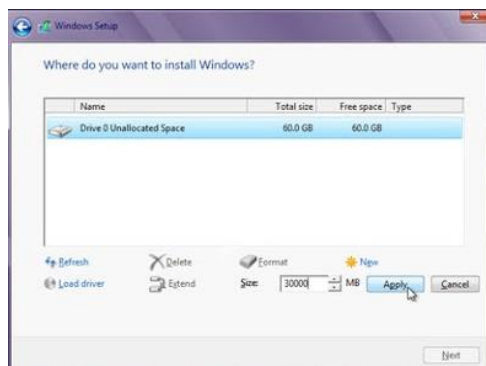 Windows Setup
Where do you want to install Windows?
Name Total size Free space Type
Drive 0 Unallocated Space 60.0 GB 60.0 GB
Refresh Delete Format New
Load driver Extend Size: 30000 MB Apply Cancel
Next